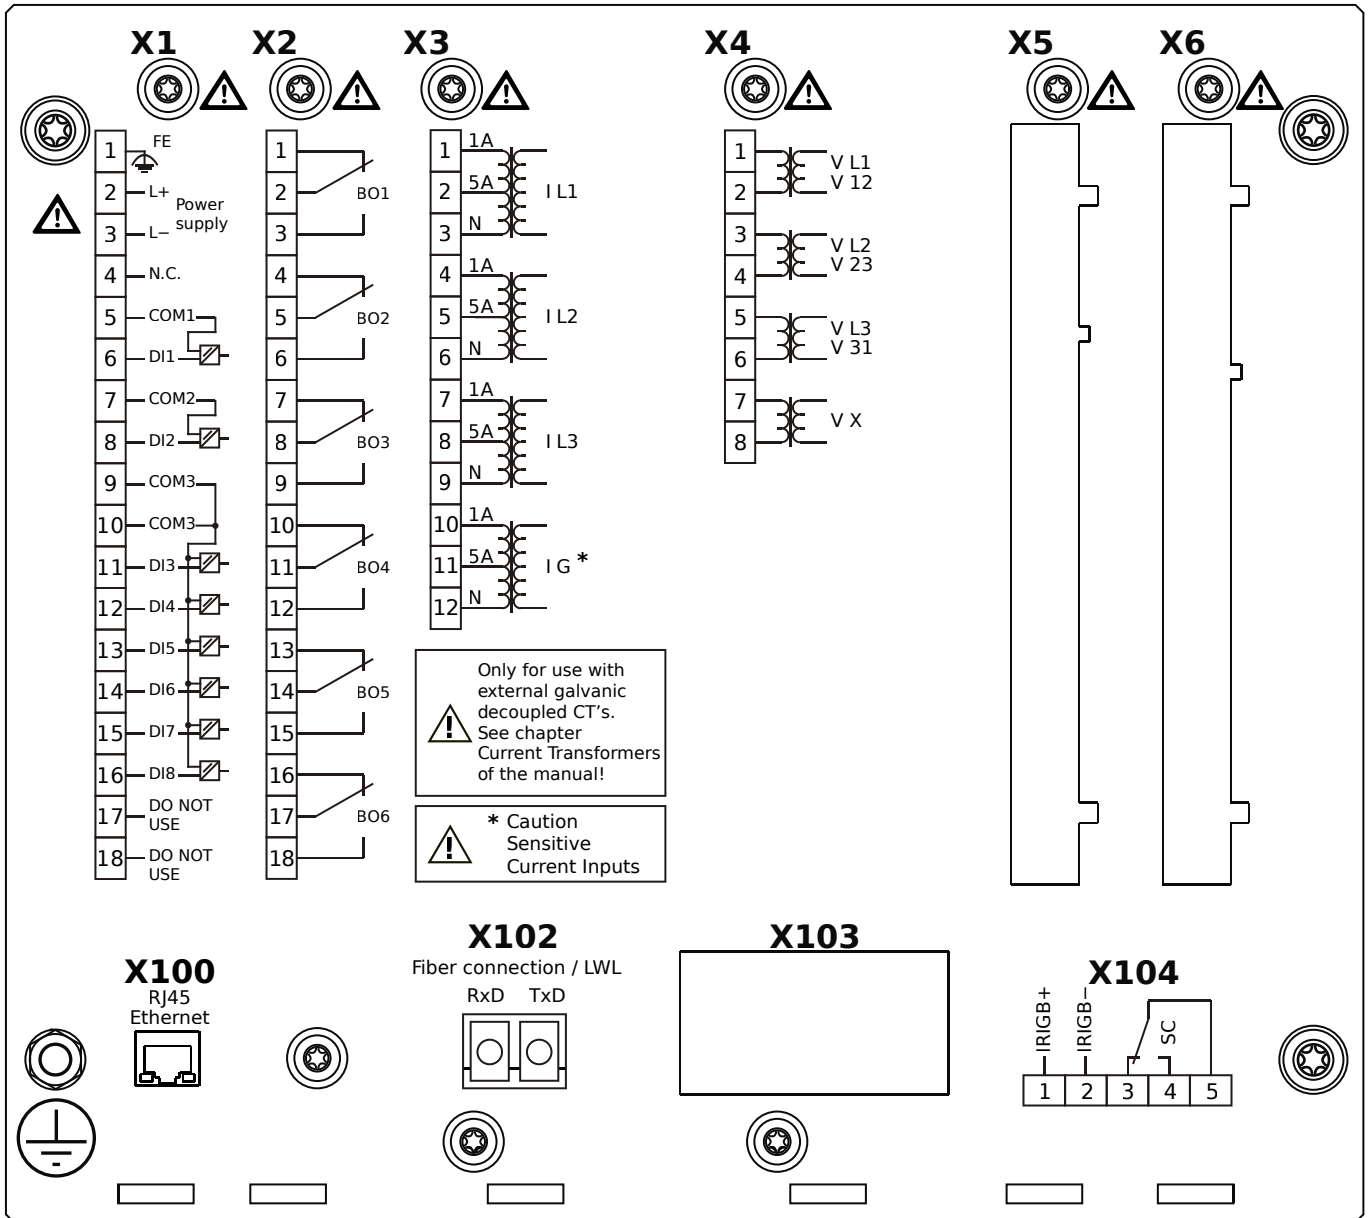 X1
X2
X3
X4
X5
X6
1 FE
2 L+
Power
supply
3 L−
4 N.C.
5 COM1
6 DI1
7 COM2
8 DI2
9 COM3
10 COM3
11 DI3
12 DI4
13 DI5
14 DI6
15 DI7
16 DI8
17 DO NOT
USE
18 DO NOT
USE
1
2 BO1
3
4
5 BO2
6
7
8 BO3
9
10
11 BO4
12
13
14 BO5
15
16
17 BO6
18
1 1A
2 5A I L1
3 N
4 1A
5 5A I L2
6 N
7 1A
8 5A I L3
9 N
10 1A
11 5A I G *
12 N
Only for use with
external galvanic
decoupled CT's.
See chapter
Current Transformers
of the manual!
* Caution
Sensitive
Current Inputs
1 V L1
2 V 12
3 V L2
4 V 23
5 V L3
6 V 31
7 V X
8
X100
RJ45
Ethernet
X102
Fiber connection / LWL
RxD TxD
X103
X104
IRIGB+
IRIGB−
SC
1 2 3 4 5